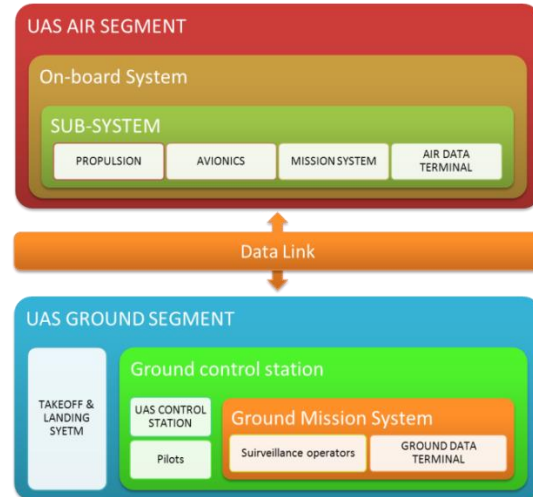 UAS AIR SEGMENT
On-board System
SUB-SYSTEM
PROPULSION
AVIONICS
MISSION SYSTEM
AIR DATA
TERMINAL
Data Link
UAS GROUND SEGMENT
TAKEOFF &
LANDING
SYETM
Ground control station
UAS CONTROL
STATION
Pilots
Ground Mission System
Suirveillance operators
GROUND DATA
TERMINAL